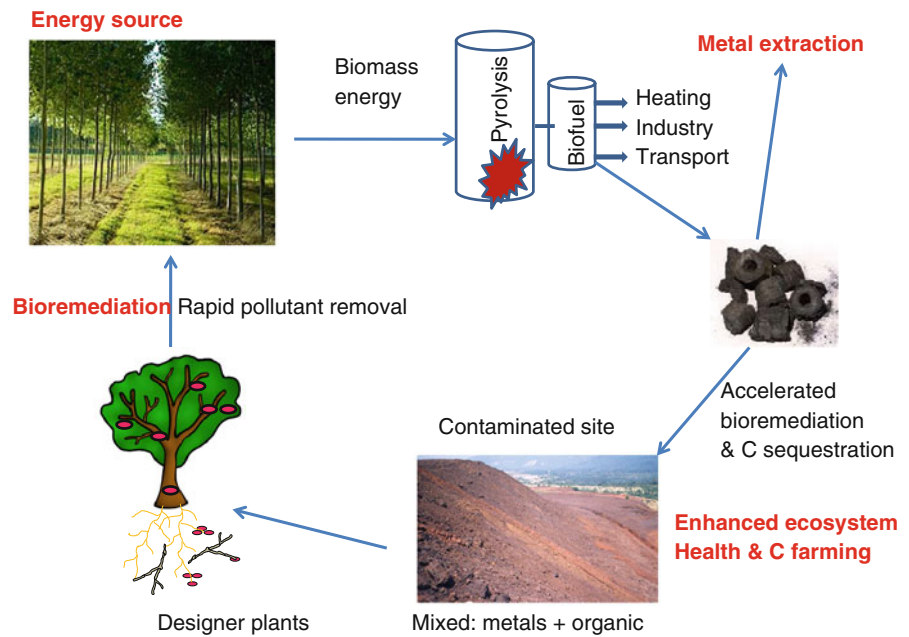 Energy source
Biomass
energy
Pyrolysis
Biofuel
Heating
Industry
Transport
Metal extraction
Bioremediation Rapid pollutant removal
Accelerated
bioremediation
& C sequestration
Contaminated site
Enhanced ecosystem
Health & C farming
Designer plants
Mixed: metals + organic